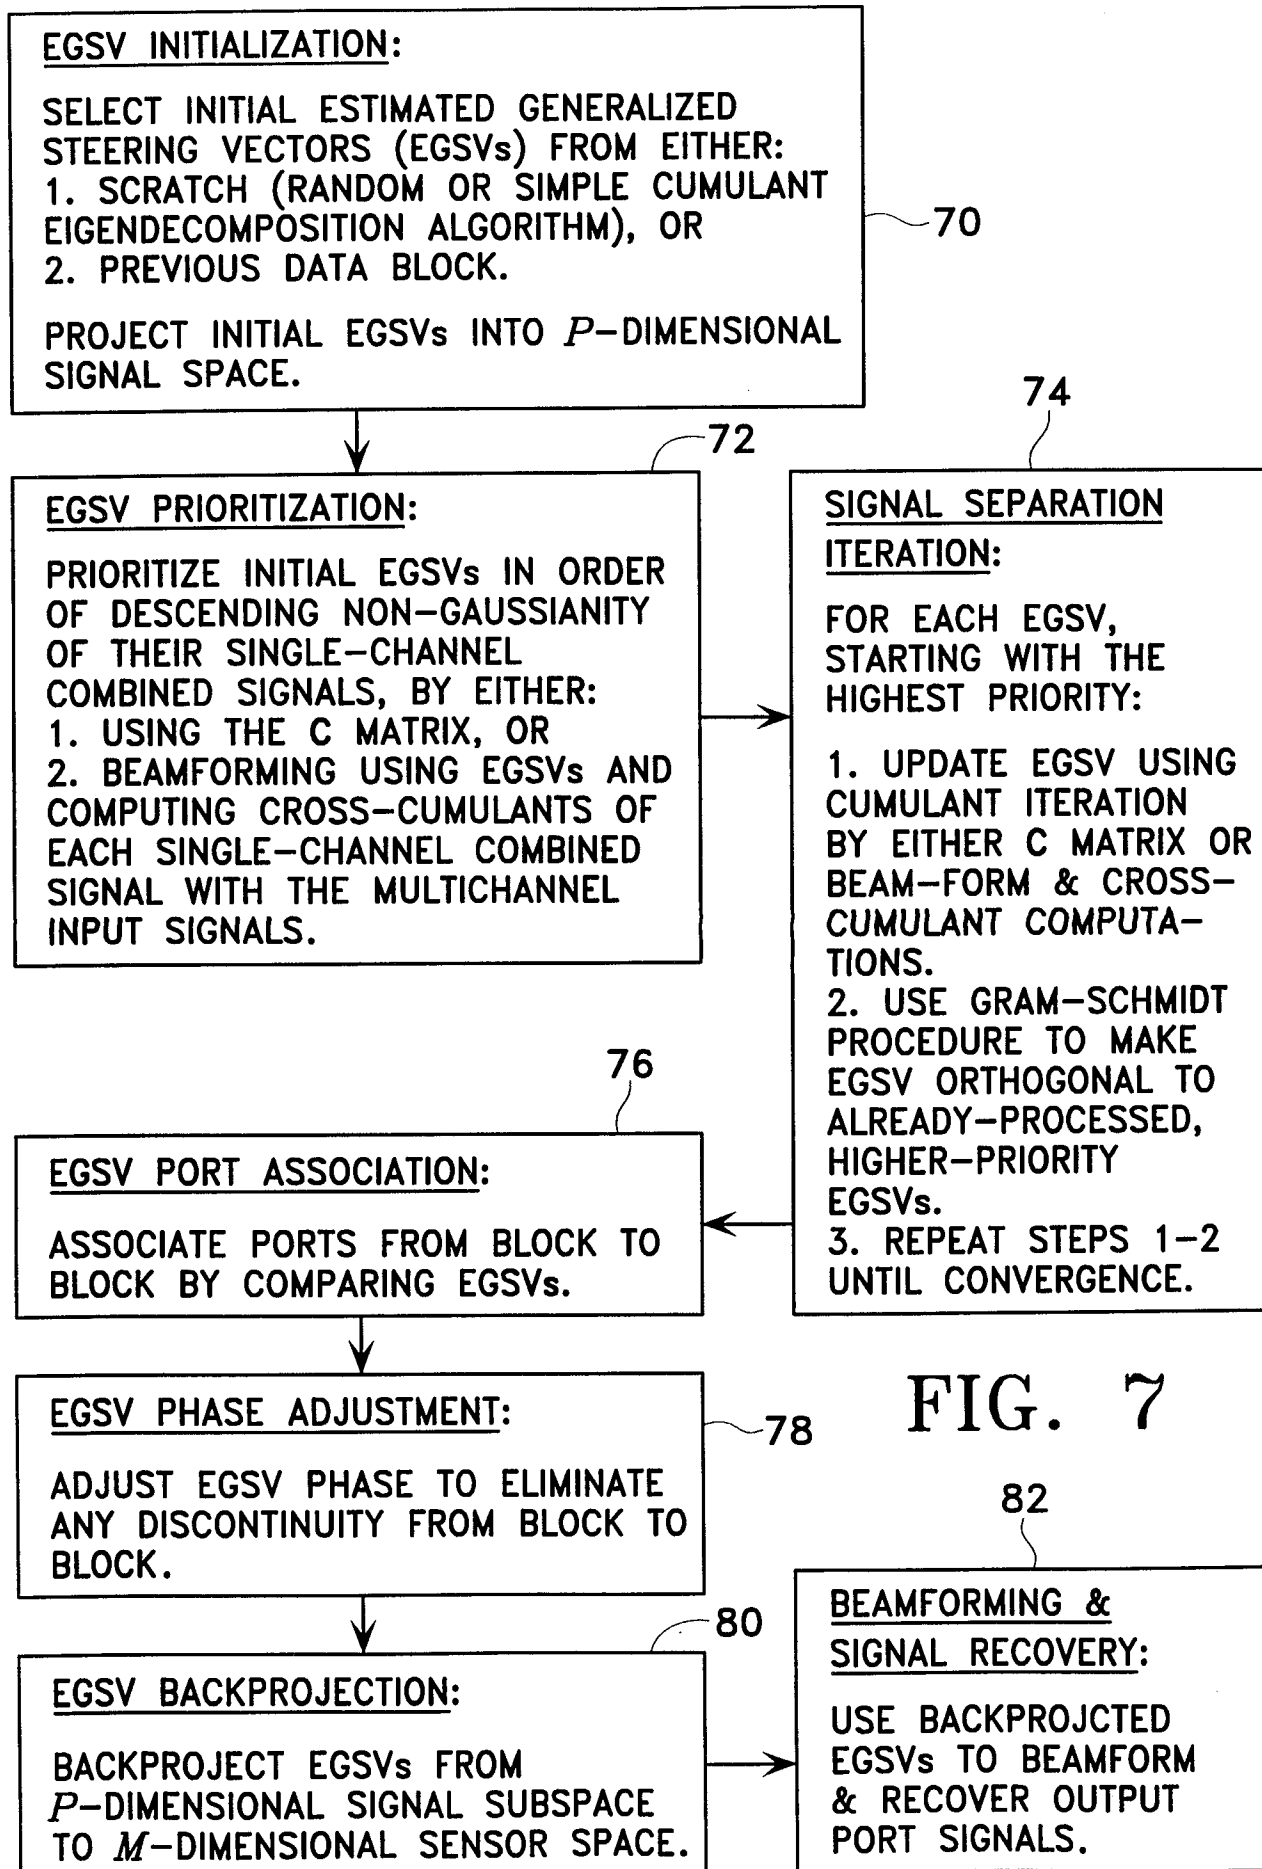 EGSV INITIALIZATION:
SELECT INITIAL ESTIMATED GENERALIZED
STEERING VECTORS (EGSVs) FROM EITHER:
1. SCRATCH (RANDOM OR SIMPLE CUMULANT
EIGENDECOMPOSITION ALGORITHM), OR
2. PREVIOUS DATA BLOCK.
PROJECT INITIAL EGSVs INTO P-DIMENSIONAL
SIGNAL SPACE.
70
72
EGSV PRIORITIZATION:
PRIORITIZE INITIAL EGSVs IN ORDER
OF DESCENDING NON-GAUSSIANITY
OF THEIR SINGLE-CHANNEL
COMBINED SIGNALS, BY EITHER:
1. USING THE C MATRIX, OR
2. BEAMFORMING USING EGSVs AND
COMPUTING CROSS-CUMULANTS OF
EACH SINGLE-CHANNEL COMBINED
SIGNAL WITH THE MULTICHANNEL
INPUT SIGNALS.
74
SIGNAL SEPARATION
ITERATION:
FOR EACH EGSV,
STARTING WITH THE
HIGHEST PRIORITY:
1. UPDATE EGSV USING
CUMULANT ITERATION
BY EITHER C MATRIX OR
BEAM-FORM & CROSS-
CUMULANT COMPUTA-
TIONS.
2. USE GRAM-SCHMIDT
PROCEDURE TO MAKE
EGSV ORTHOGONAL TO
ALREADY-PROCESSED,
HIGHER-PRIORITY
EGSVs.
3. REPEAT STEPS 1-2
UNTIL CONVERGENCE.
76
EGSV PORT ASSOCIATION:
ASSOCIATE PORTS FROM BLOCK TO
BLOCK BY COMPARING EGSVs.
EGSV PHASE ADJUSTMENT:
ADJUST EGSV PHASE TO ELIMINATE
ANY DISCONTINUITY FROM BLOCK TO
BLOCK.
78
FIG. 7
80
EGSV BACKPROJECTION:
BACKPROJECT EGSVs FROM
P-DIMENSIONAL SIGNAL SUBSPACE
TO M-DIMENSIONAL SENSOR SPACE.
82
BEAMFORMING &
SIGNAL RECOVERY:
USE BACKPROJCTED
EGSVs TO BEAMFORM
& RECOVER OUTPUT
PORT SIGNALS.